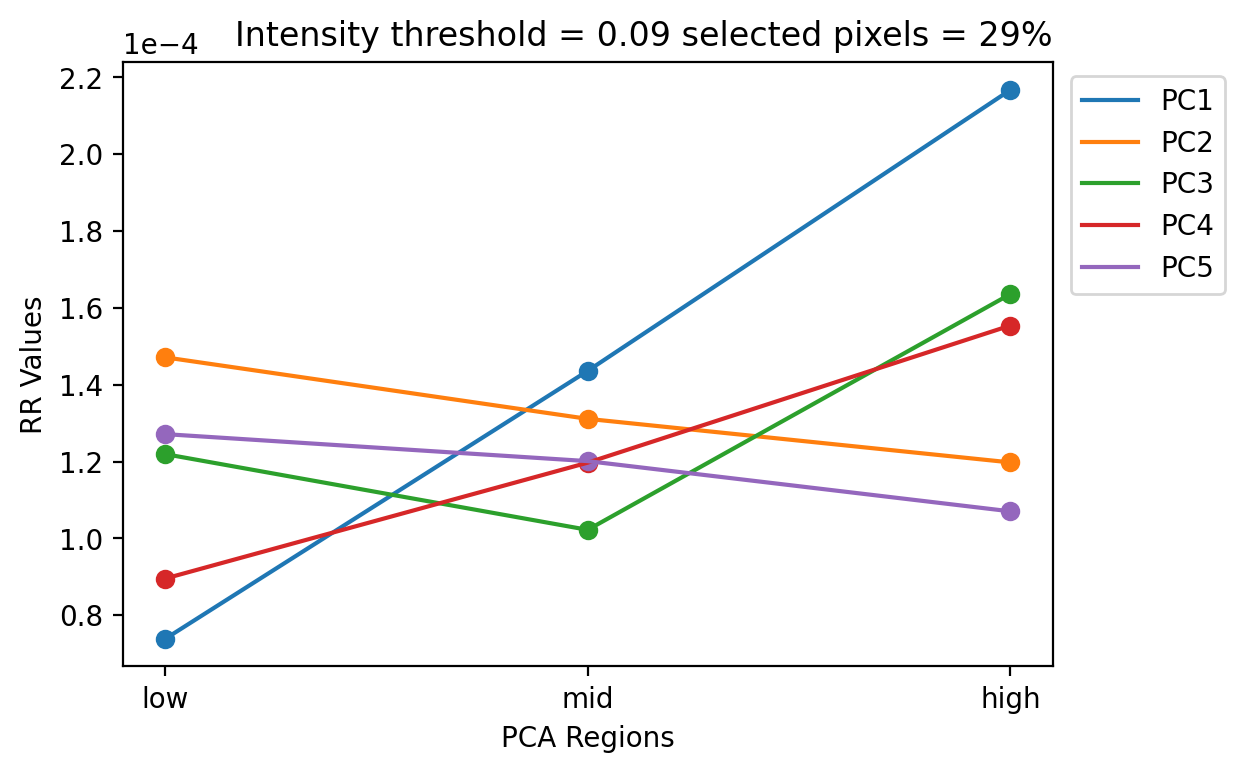 Intensity threshold = 0.09 selected pixels = 29%
1e−4
2.2
2.0
1.8
1.6
1.4
1.2
1.0
0.8
RR Values
low mid high
PCA Regions
PC1
PC2
PC3
PC4
PC5